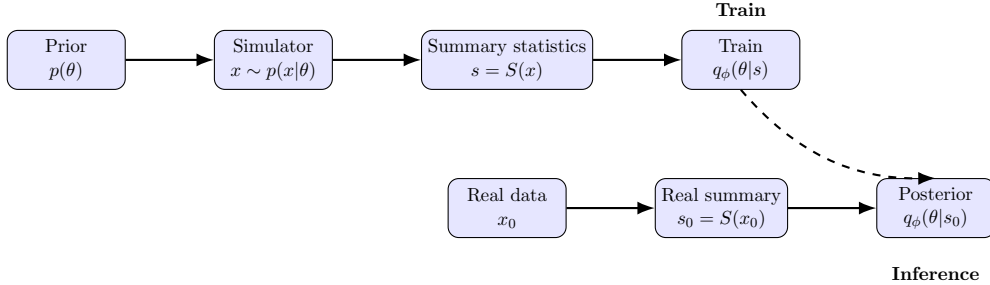 Train
Prior
p(θ)
Simulator
x ∼ p(x|θ)
Summary statistics
s = S(x)
Train
q_ϕ(θ|s)
Real data
x_0
Real summary
s_0 = S(x_0)
Posterior
q_ϕ(θ|s_0)
Inference